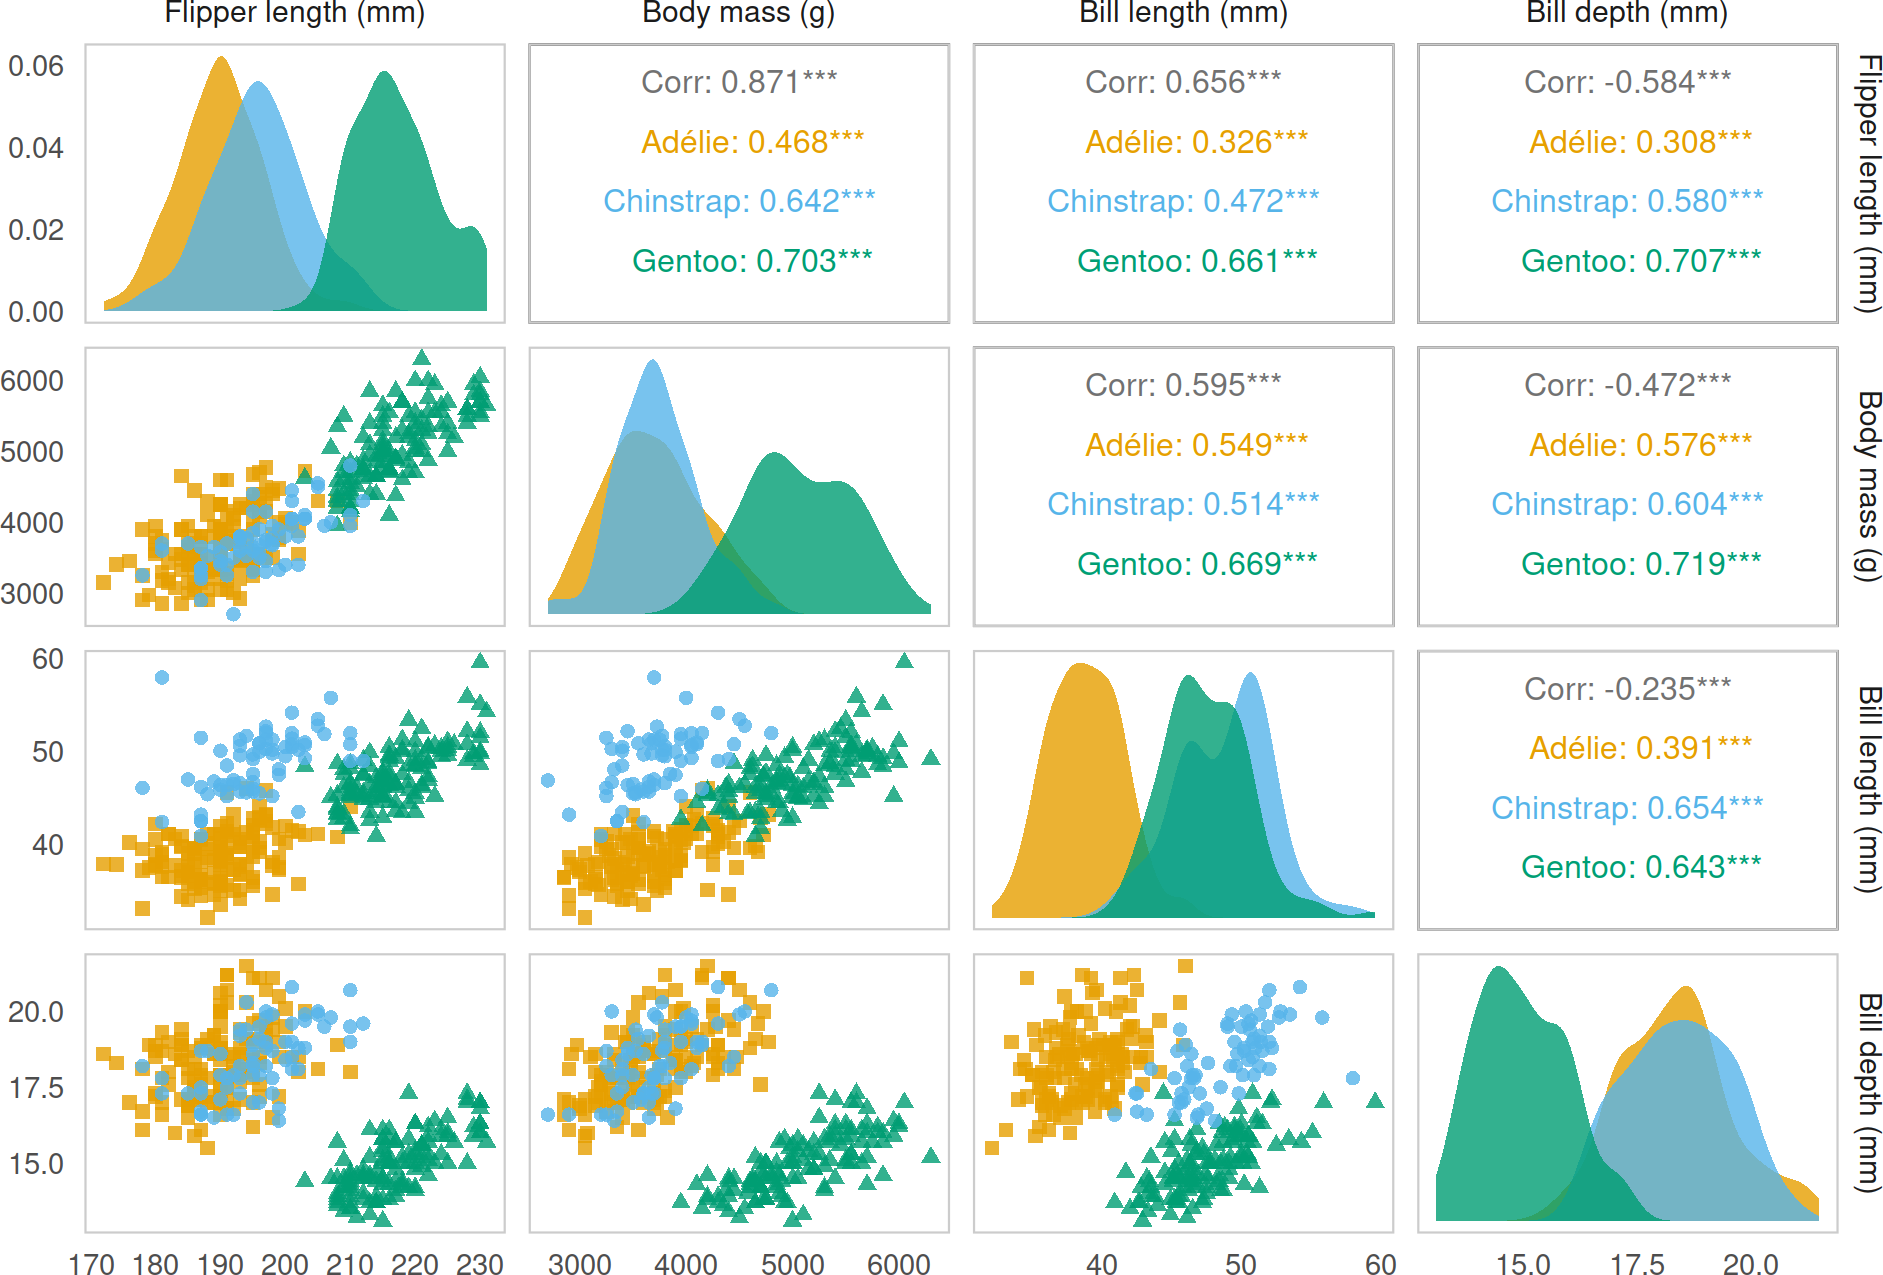 Flipper length (mm) Body mass (g) Bill length (mm) Bill depth (mm)
0.06
0.04
0.02
0.00
Corr: 0.871***
Adélie: 0.468***
Chinstrap: 0.642***
Gentoo: 0.703***
Corr: 0.656***
Adélie: 0.326***
Chinstrap: 0.472***
Gentoo: 0.661***
Corr: -0.584***
Adélie: 0.308***
Chinstrap: 0.580***
Gentoo: 0.707***
Flipper length (mm)
6000
5000
4000
3000
Corr: 0.595***
Adélie: 0.549***
Chinstrap: 0.514***
Gentoo: 0.669***
Corr: -0.472***
Adélie: 0.576***
Chinstrap: 0.604***
Gentoo: 0.719***
Body mass (g)
60
50
40
Corr: -0.235***
Adélie: 0.391***
Chinstrap: 0.654***
Gentoo: 0.643***
Bill length (mm)
20.0
17.5
15.0
Bill depth (mm)
170 180 190 200 210 220 230
3000 4000 5000 6000
40 50 60
15.0 17.5 20.0